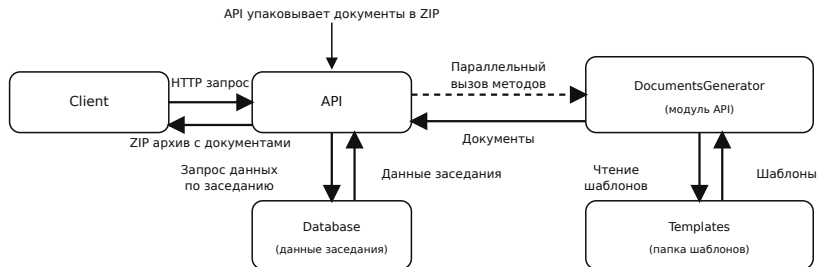 API упаковывает документы в ZIP
HTTP запрос
Параллельный
вызов методов
Client
API
DocumentsGenerator
(модуль API)
ZIP архив с документами
Документы
Запрос данных
по заседанию
Данные заседания
Чтение
шаблонов
Шаблоны
Database
(данные заседания)
Templates
(папка шаблонов)